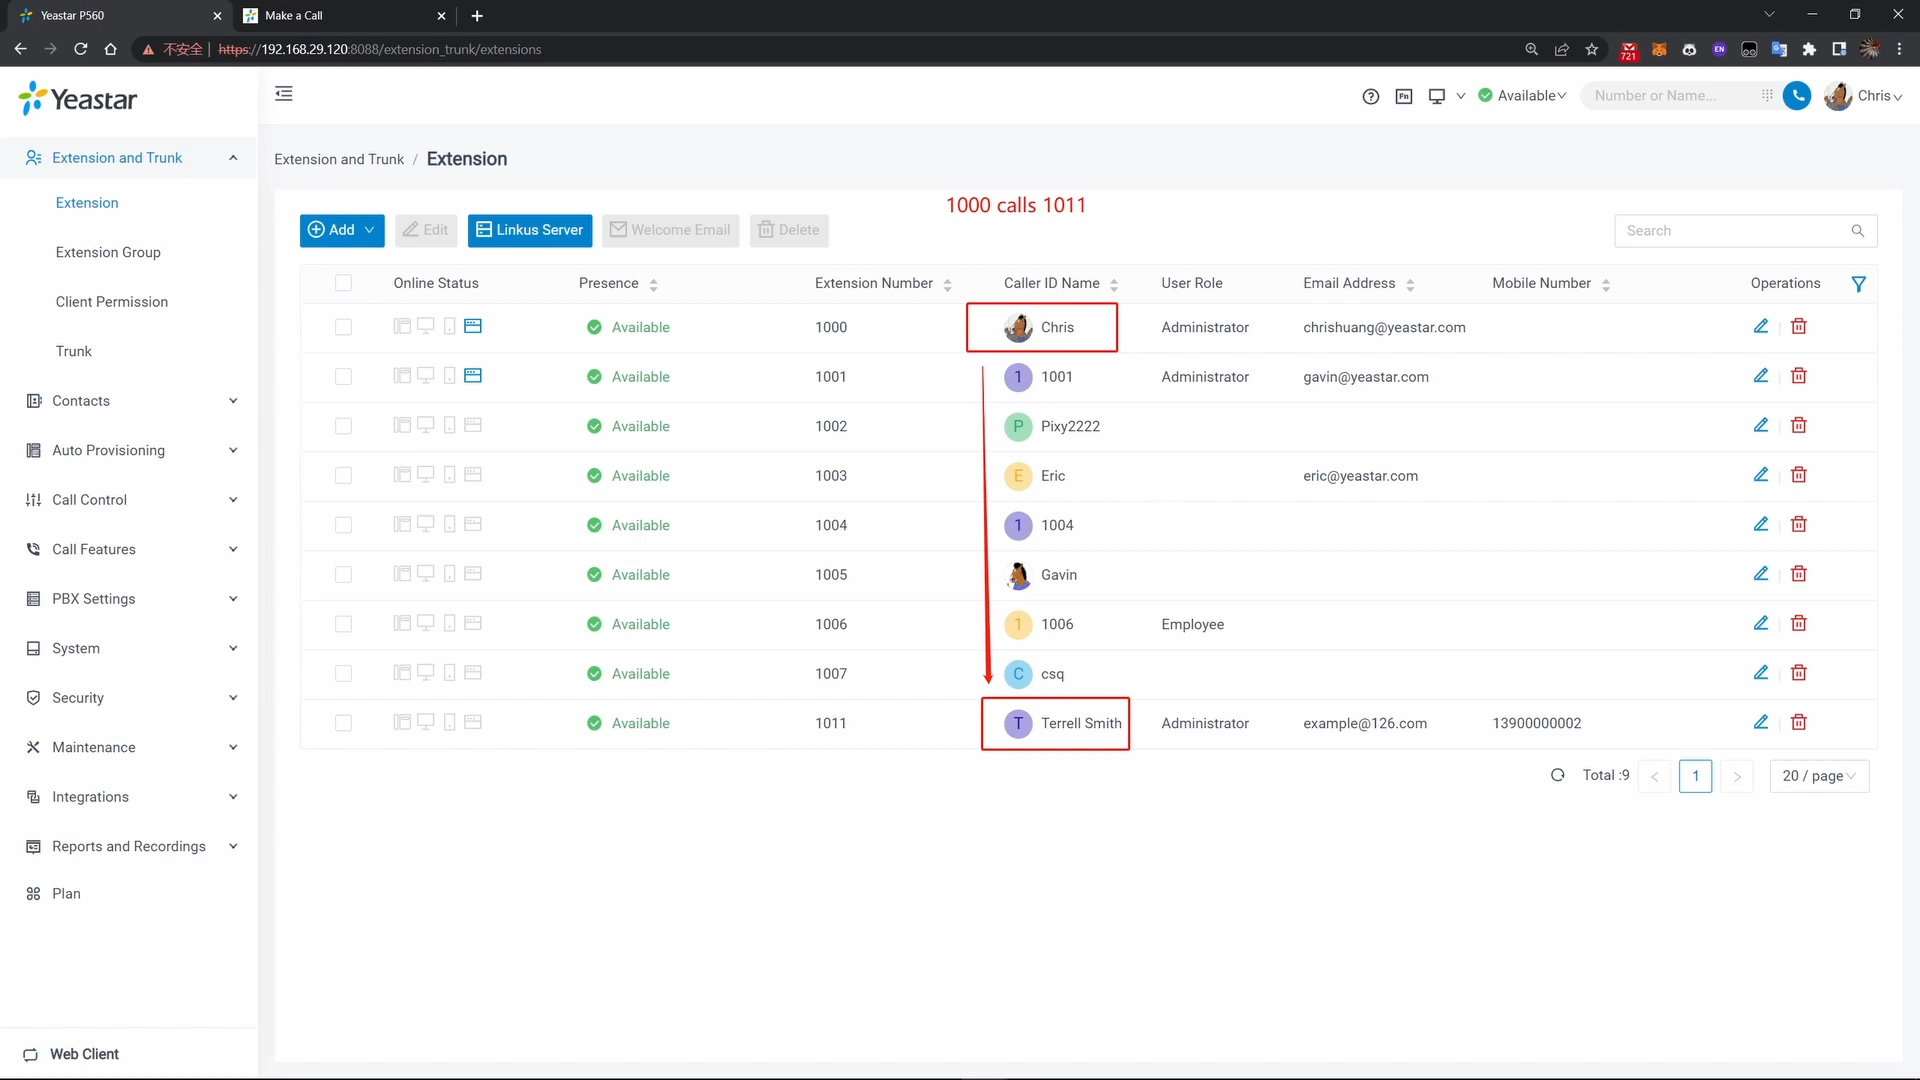 Yeastar P560
Make a Call
不安全 https://192.168.29.120:8088/extension_trunk/extensions
721
EN
Yeastar
Fn
Available
Number or Name...
Chris
Extension and Trunk
Extension
Extension Group
Client Permission
Trunk
Contacts
Auto Provisioning
Call Control
Call Features
PBX Settings
System
Security
Maintenance
Integrations
Reports and Recordings
Plan
Web Client
Extension and Trunk / Extension
1000 calls 1011
Add Edit Linkus Server Welcome Email Delete
Search
Online Status Presence Extension Number Caller ID Name User Role Email Address Mobile Number Operations
Available 1000 Chris Administrator chrishuang@yeastar.com
Available 1001 1 1001 Administrator gavin@yeastar.com
Available 1002 P Pixy2222
Available 1003 E Eric eric@yeastar.com
Available 1004 1 1004
Available 1005 Gavin
Available 1006 1 1006 Employee
Available 1007 C csq
Available 1011 T Terrell Smith Administrator example@126.com 13900000002
Total :9 < 1 > 20 / page